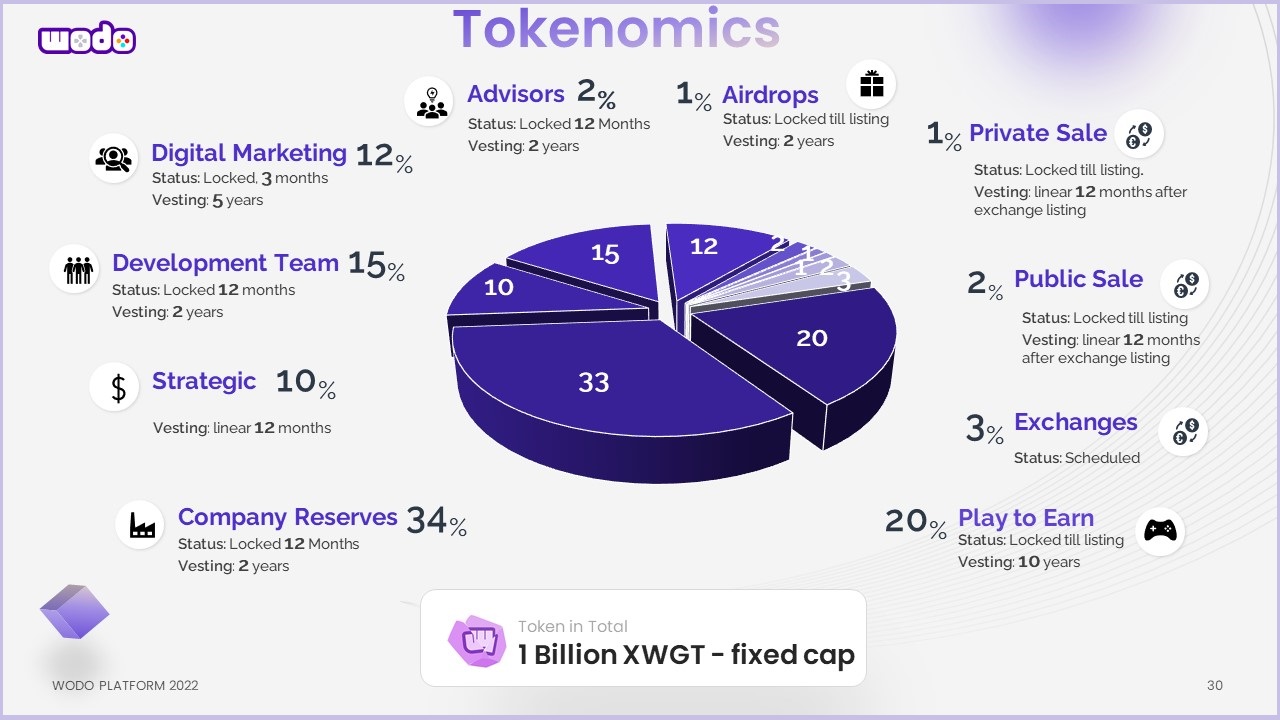 wodo
Tokenomics
Advisors 2%
Status: Locked 12 Months
Vesting: 2 years
1% Airdrops
Status: Locked till listing
Vesting: 2 years
1% Private Sale
Status: Locked till listing.
Vesting: linear 12 months after
exchange listing
Digital Marketing 12%
Status: Locked, 3 months
Vesting: 5 years
Development Team 15%
Status: Locked 12 months
Vesting: 2 years
2% Public Sale
Status: Locked till listing
Vesting: linear 12 months
after exchange listing
Strategic 10%
Vesting: linear 12 months
3% Exchanges
Status: Scheduled
Company Reserves 34%
Status: Locked 12 Months
Vesting: 2 years
20% Play to Earn
Status: Locked till listing
Vesting: 10 years
15
12
2
1
1
2
3
10
20
33
Token in Total
1 Billion XWGT - fixed cap
WODO PLATFORM 2022
30